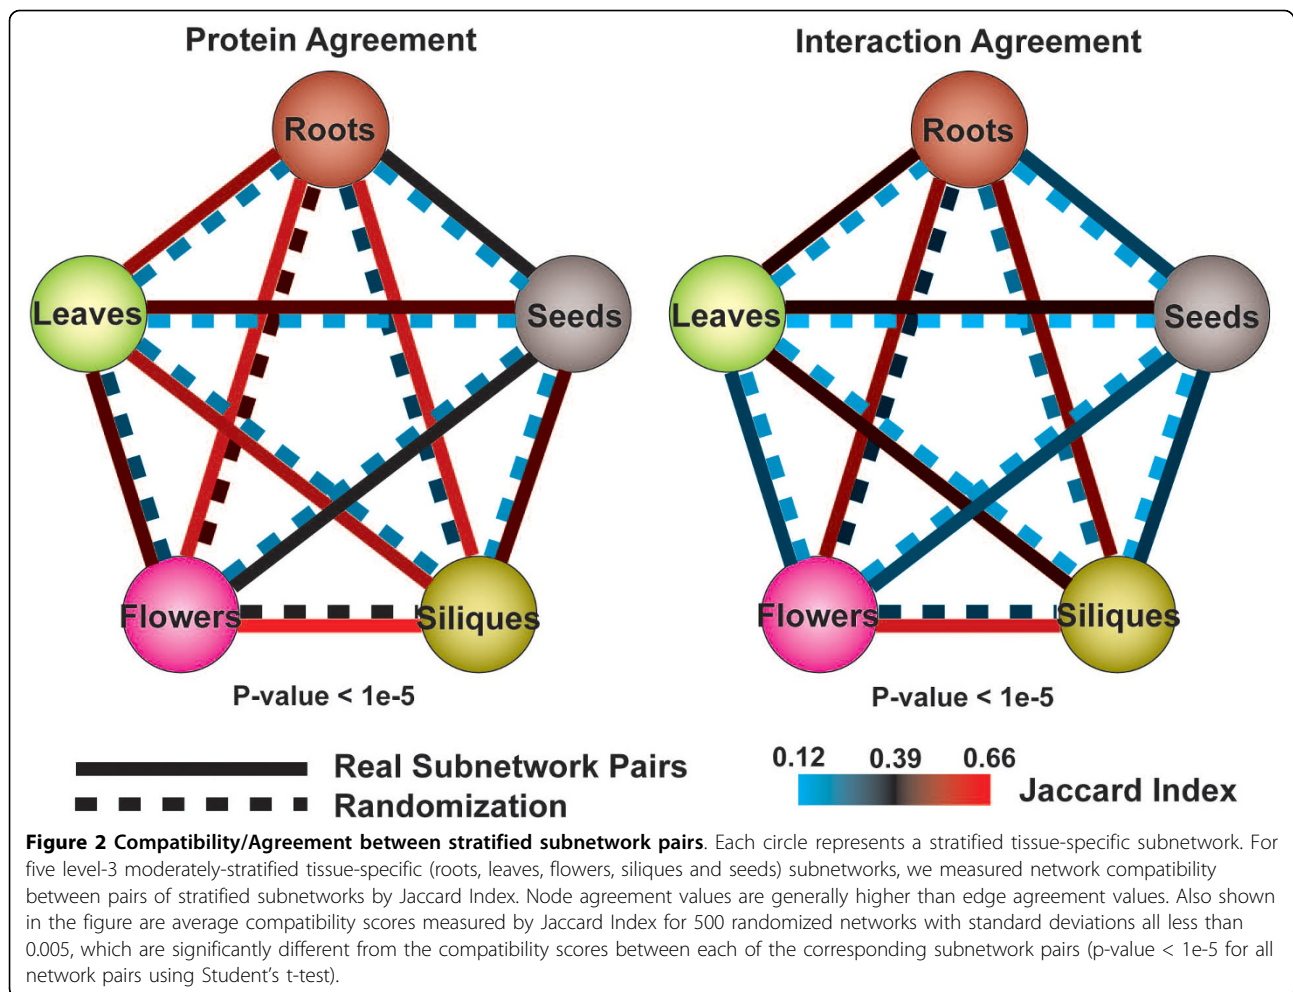 Protein Agreement
Interaction Agreement
Roots
Leaves
Seeds
Flowers
Siliques
P-value < 1e-5
Roots
Leaves
Seeds
Flowers
Siliques
P-value < 1e-5
Real Subnetwork Pairs
Randomization
0.12 0.39 0.66
Jaccard Index
Figure 2 Compatibility/Agreement between stratified subnetwork pairs. Each circle represents a stratified tissue-specific subnetwork. For
five level-3 moderately-stratified tissue-specific (roots, leaves, flowers, siliques and seeds) subnetworks, we measured network compatibility
between pairs of stratified subnetworks by Jaccard Index. Node agreement values are generally higher than edge agreement values. Also shown
in the figure are average compatibility scores measured by Jaccard Index for 500 randomized networks with standard deviations all less than
0.005, which are significantly different from the compatibility scores between each of the corresponding subnetwork pairs (p-value < 1e-5 for all
network pairs using Student's t-test).